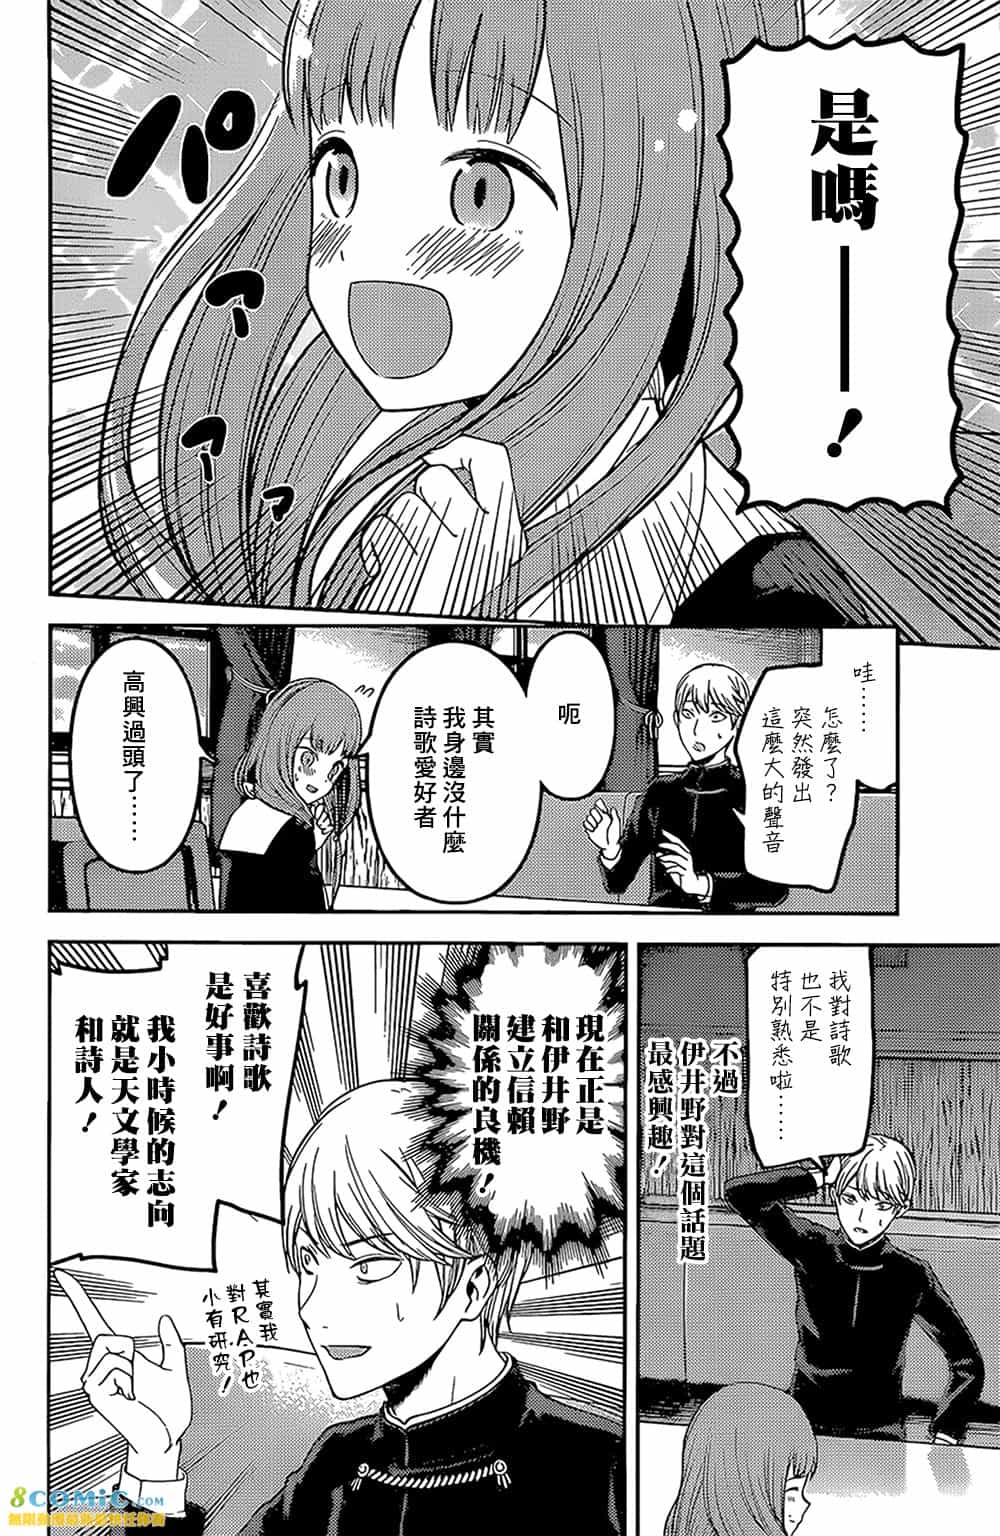 是嗎——！
パァァァ
哇……
怎麼了？
突然發出
這麼大的聲音
呃
其實
我身邊沒什麼
詩歌愛好者
高興過頭了……
我對詩歌
也不是
特別熟悉啦……
不過
伊井野對這個話題
最感興趣！
現在正是
和伊井野
建立信賴
關係的良機！
喜歡詩歌
是好事啊！
我小時候的志向
就是天文學家
和詩人！
其實我
對RAP也
小有研究！
8COMiC.COM